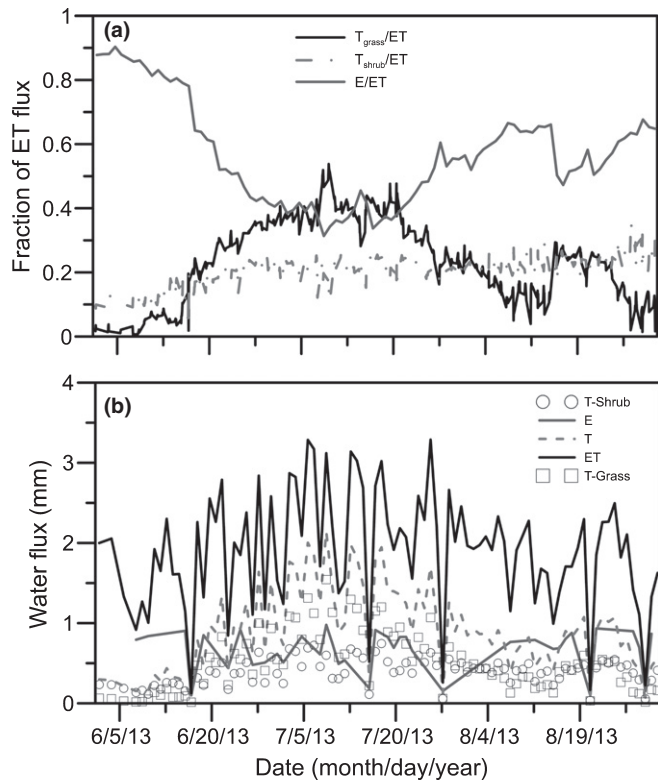 (a)
T_grass/ET
T_shrub/ET
E/ET
1
0.8
0.6
0.4
0.2
0
Fraction of ET flux
(b)
T-Shrub
E
T
ET
T-Grass
4
3
2
1
0
Water flux (mm)
6/5/13 6/20/13 7/5/13 7/20/13 8/4/13 8/19/13
Date (month/day/year)